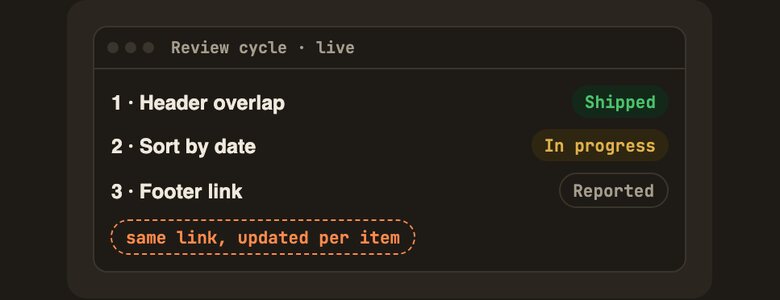 Review cycle · live
1 · Header overlap Shipped
2 · Sort by date In progress
3 · Footer link Reported
same link, updated per item